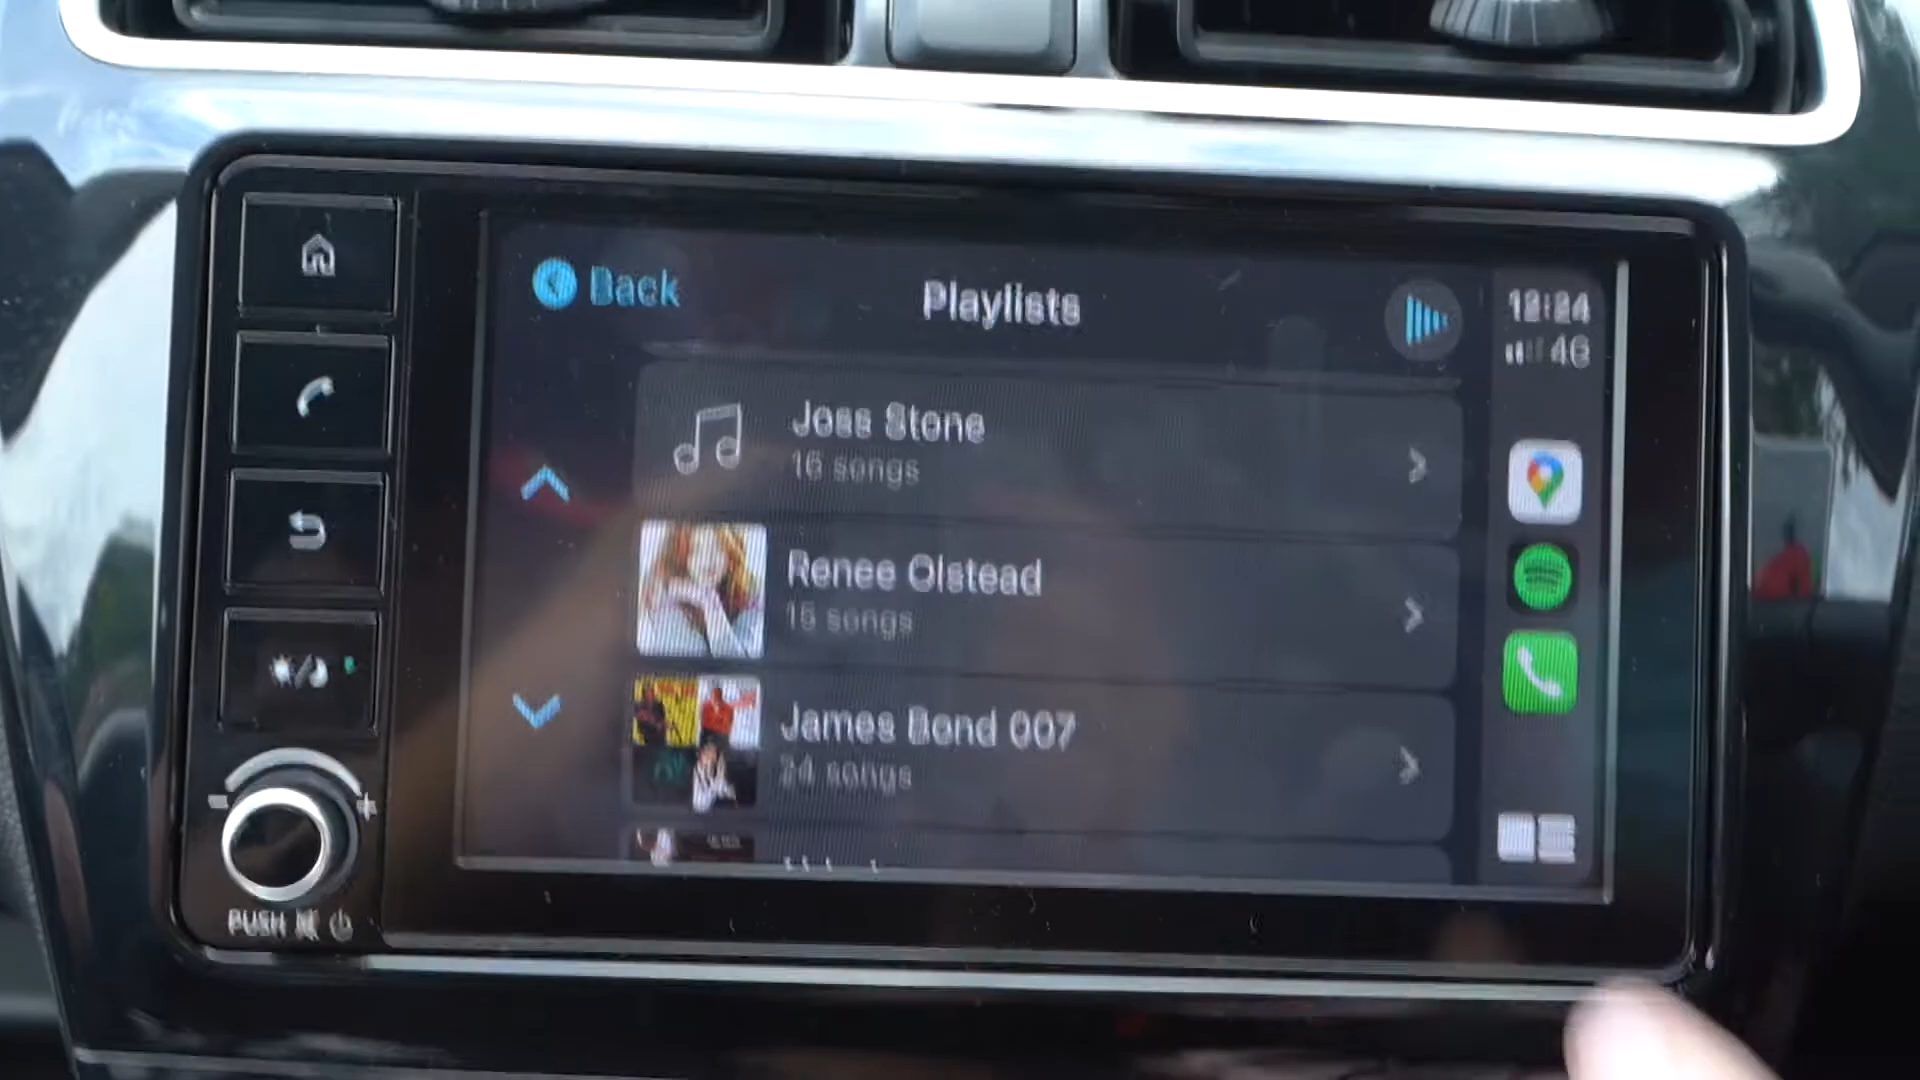 Back
Playlists
12:24
4G
Joss Stone
16 songs
Renee Olstead
15 songs
James Bond 007
24 songs
PUSH